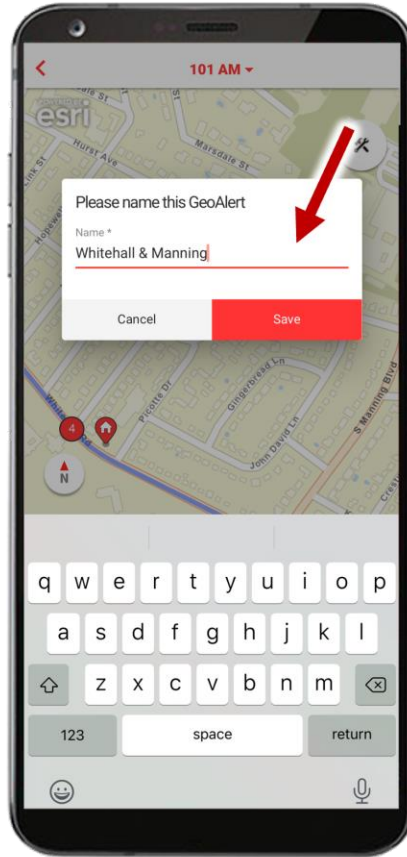 101 AM
esri
Hurst Ave
Marsdale St
Please name this GeoAlert
Name *
Whitehall & Manning
Cancel
Save
Gingerbread Ln
Picotte Dr
S Manning Blvd
4
John David Ln
N
q w e r t y u i o p
a s d f g h j k l
z x c v b n m
123 space return